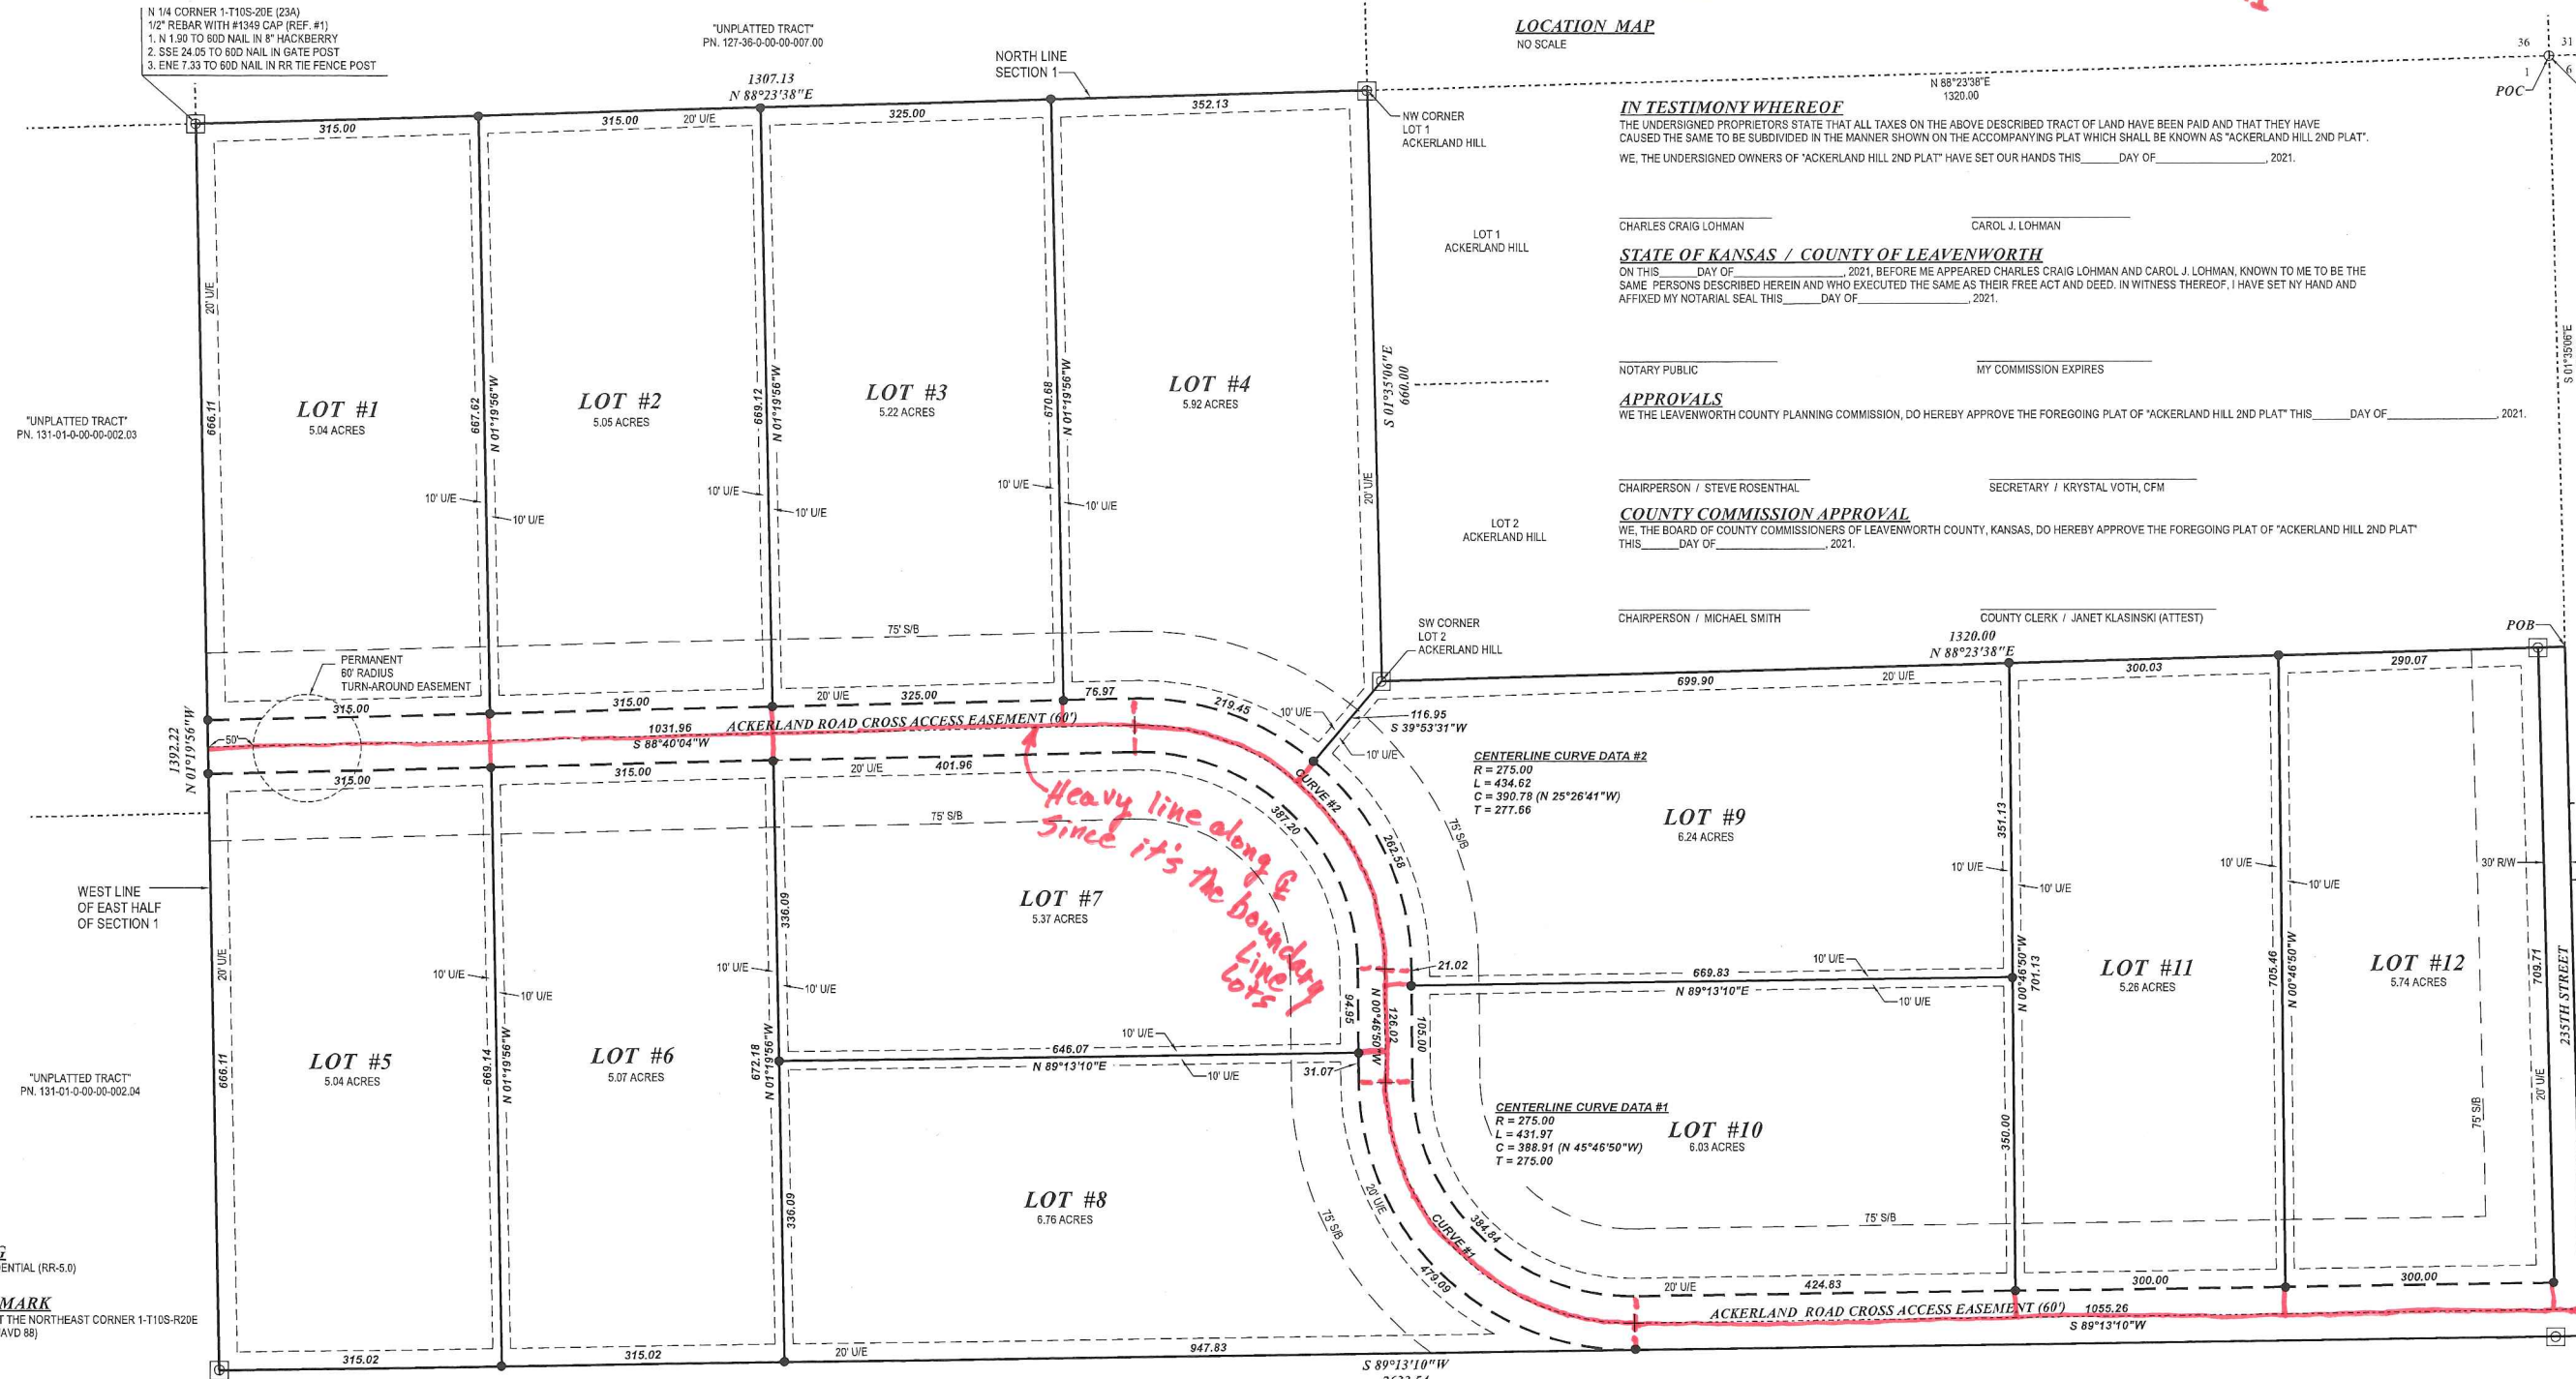 N 1/4 CORNER 1-T10S-20E (23A)
1/2" REBAR WITH #1349 CAP (REF. #1)
1. N 1.90 TO 60D NAIL IN 8" HACKBERRY
2. SSE 24.05 TO 60D NAIL IN GATE POST
3. ENE 7.33 TO 60D NAIL IN RR TIE FENCE POST
"UNPLATTED TRACT"
PN. 127-36-0-00-00-007.00
NORTH LINE
SECTION 1
1307.13
N 88°23'38"E
315.00
315.00
20' U/E
325.00
352.13
NW CORNER
LOT 1
ACKERLAND HILL
LOCATION MAP
NO SCALE
N 88°23'38"E
1320.00
36
31
1
6
POC
IN TESTIMONY WHEREOF
THE UNDERSIGNED PROPRIETORS STATE THAT ALL TAXES ON THE ABOVE DESCRIBED TRACT OF LAND HAVE BEEN PAID AND THAT THEY HAVE
CAUSED THE SAME TO BE SUBDIVIDED IN THE MANNER SHOWN ON THE ACCOMPANYING PLAT WHICH SHALL BE KNOWN AS "ACKERLAND HILL 2ND PLAT".
WE, THE UNDERSIGNED OWNERS OF "ACKERLAND HILL 2ND PLAT" HAVE SET OUR HANDS THIS______DAY OF__________________, 2021.
CHARLES CRAIG LOHMAN
CAROL J. LOHMAN
STATE OF KANSAS / COUNTY OF LEAVENWORTH
ON THIS______DAY OF__________________, 2021, BEFORE ME APPEARED CHARLES CRAIG LOHMAN AND CAROL J. LOHMAN, KNOWN TO ME TO BE THE
SAME PERSONS DESCRIBED HEREIN AND WHO EXECUTED THE SAME AS THEIR FREE ACT AND DEED. IN WITNESS THEREOF, I HAVE SET NY HAND AND
AFFIXED MY NOTARIAL SEAL THIS______DAY OF__________________, 2021.
NOTARY PUBLIC
MY COMMISSION EXPIRES
APPROVALS
WE THE LEAVENWORTH COUNTY PLANNING COMMISSION, DO HEREBY APPROVE THE FOREGOING PLAT OF "ACKERLAND HILL 2ND PLAT" THIS______DAY OF__________________, 2021.
CHAIRPERSON / STEVE ROSENTHAL
SECRETARY / KRYSTAL VOTH, CFM
COUNTY COMMISSION APPROVAL
WE, THE BOARD OF COUNTY COMMISSIONERS OF LEAVENWORTH COUNTY, KANSAS, DO HEREBY APPROVE THE FOREGOING PLAT OF "ACKERLAND HILL 2ND PLAT"
THIS______DAY OF__________________, 2021.
CHAIRPERSON / MICHAEL SMITH
COUNTY CLERK / JANET KLASINSKI (ATTEST)
S 01°35'06"E
LOT 1
ACKERLAND HILL
LOT 2
ACKERLAND HILL
S 01°35'06"E
660.00
20' U/E
"UNPLATTED TRACT"
PN. 131-01-0-00-00-002.03
20' U/E
666.11
LOT #1
5.04 ACRES
667.62
N 01°19'56"W
LOT #2
5.05 ACRES
669.12
N 01°19'56"W
LOT #3
5.22 ACRES
670.68
N 01°19'56"W
LOT #4
5.92 ACRES
10' U/E
10' U/E
10' U/E
10' U/E
10' U/E
10' U/E
75' S/B
PERMANENT
60' RADIUS
TURN-AROUND EASEMENT
SW CORNER
LOT 2
ACKERLAND HILL
1320.00
N 88°23'38"E
POB
699.90
20' U/E
300.03
290.07
315.00
315.00
20' U/E
325.00
76.97
219.45
10' U/E
116.95
S 39°53'31"W
10' U/E
1392.22
N 01°19'56"W
50'
1031.96
S 88°40'04"W
ACKERLAND ROAD CROSS ACCESS EASEMENT (60')
315.00
315.00
20' U/E
401.96
75' S/B
Heavy line along ℄
Since it's the boundary
Line
Lots
387.20
CURVE #2
262.58
75' S/B
CENTERLINE CURVE DATA #2
R = 275.00
L = 434.62
C = 390.78 (N 25°26'41"W)
T = 277.66
LOT #9
6.24 ACRES
351.13
10' U/E
10' U/E
10' U/E
10' U/E
30' R/W
WEST LINE
OF EAST HALF
OF SECTION 1
LOT #7
5.37 ACRES
336.09
20' U/E
10' U/E
10' U/E
10' U/E
10' U/E
21.02
669.83
N 89°13'10"E
10' U/E
10' U/E
94.95
N 00°46'50"W
126.02
105.00
N 00°46'50"W
701.13
LOT #11
5.26 ACRES
705.46
N 00°46'50"W
LOT #12
5.74 ACRES
709.71
235TH STREET
"UNPLATTED TRACT"
PN. 131-01-0-00-00-002.04
666.11
LOT #5
5.04 ACRES
669.14
N 01°19'56"W
LOT #6
5.07 ACRES
672.18
N 01°19'56"W
10' U/E
646.07
N 89°13'10"E
10' U/E
31.07
CENTERLINE CURVE DATA #1
R = 275.00
L = 431.97
C = 388.91 (N 45°46'50"W)
T = 275.00
LOT #10
6.03 ACRES
350.00
75' S/B
20' U/E
LOT #8
6.76 ACRES
336.09
75' S/B
20' U/E
479.09
CURVE #1
384.84
75' S/B
20' U/E
424.83
300.00
300.00
ACKERLAND ROAD CROSS ACCESS EASEMENT (60')
1055.26
S 89°13'10"W
ENTIAL (RR-5.0)
MARK
T THE NORTHEAST CORNER 1-T10S-R20E
AVD 88)
315.02
315.02
20' U/E
947.83
S 89°13'10"W